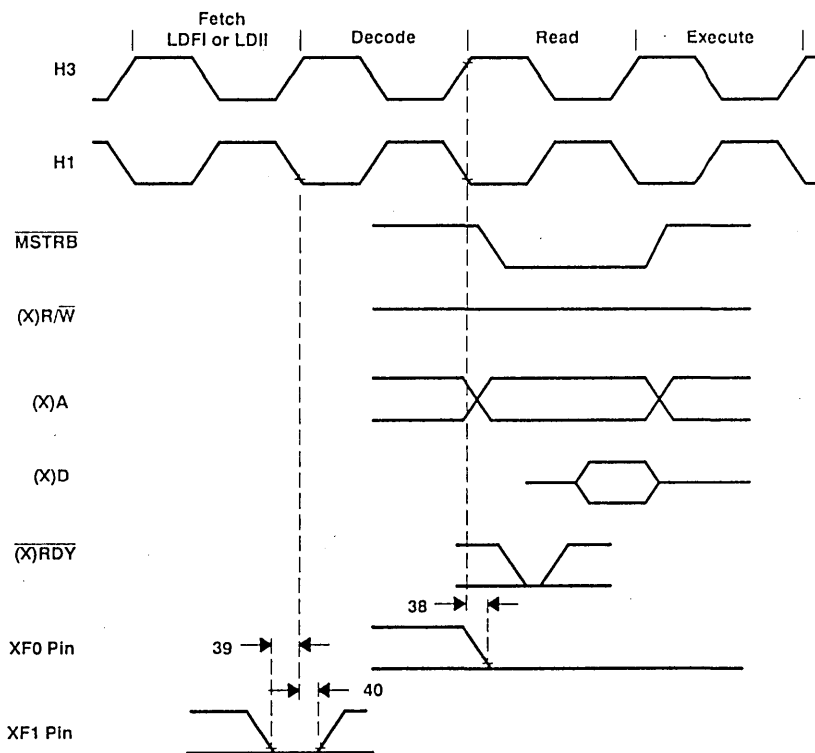 Fetch
LDFI or LDII | Decode | Read | Execute
H3
H1
MSTRB
(X)R/W
(X)A
(X)D
(X)RDY
38
XF0 Pin
39
40
XF1 Pin